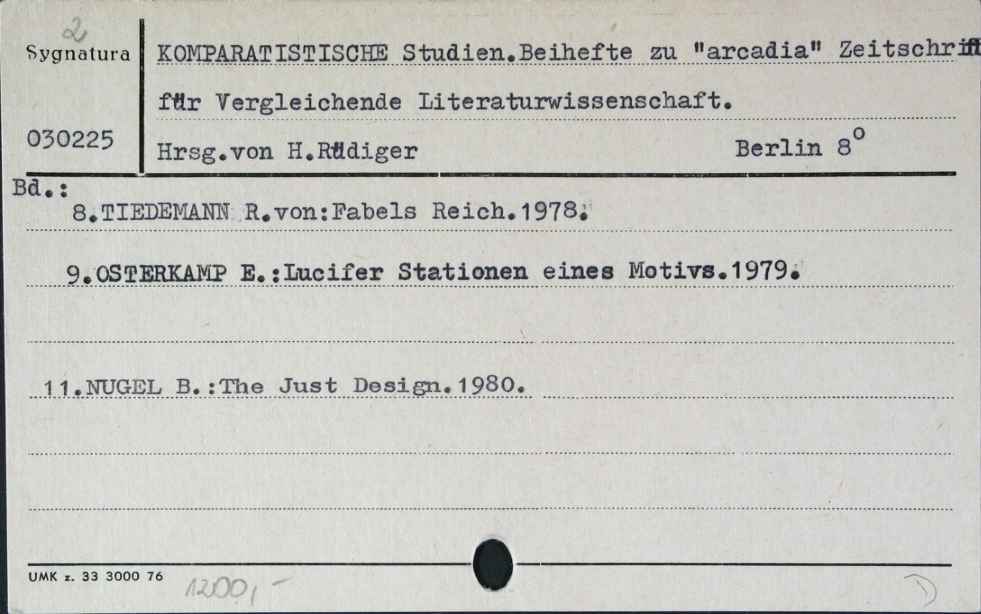 2
Sygnatura
KOMPARATISTISCHE Studien.Beihefte zu "arcadia" Zeitschrift
für Vergleichende Literaturwissenschaft.
030225
Hrsg.von H.Rüdiger Berlin 8°
Bd.:
8.TIEDEMANN R.von:Fabels Reich.1978.
9.OSTERKAMP E.:Lucifer Stationen eines Motivs.1979.
11.NUGEL B.:The Just Design.1980.
UMK z. 33 3000 76
1200,-
D